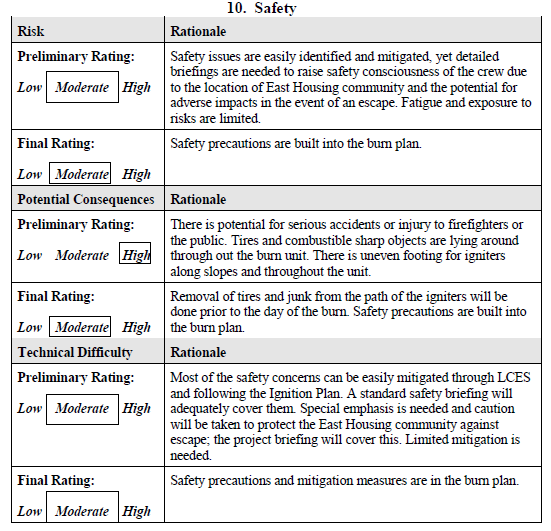 10. Safety
Risk
Rationale
Preliminary Rating:
Low Moderate High
Safety issues are easily identified and mitigated, yet detailed
briefings are needed to raise safety consciousness of the crew due
to the location of East Housing community and the potential for
adverse impacts in the event of an escape. Fatigue and exposure to
risks are limited.
Final Rating:
Low Moderate High
Safety precautions are built into the burn plan.
Potential Consequences
Rationale
Preliminary Rating:
Low Moderate High
There is potential for serious accidents or injury to firefighters or
the public. Tires and combustible sharp objects are lying around
through out the burn unit. There is uneven footing for igniters
along slopes and throughout the unit.
Final Rating:
Low Moderate High
Removal of tires and junk from the path of the igniters will be
done prior to the day of the burn. Safety precautions are built into
the burn plan.
Technical Difficulty
Rationale
Preliminary Rating:
Low Moderate High
Most of the safety concerns can be easily mitigated through LCES
and following the Ignition Plan. A standard safety briefing will
adequately cover them. Special emphasis is needed and caution
will be taken to protect the East Housing community against
escape; the project briefing will cover this. Limited mitigation is
needed.
Final Rating:
Low Moderate High
Safety precautions and mitigation measures are in the burn plan.